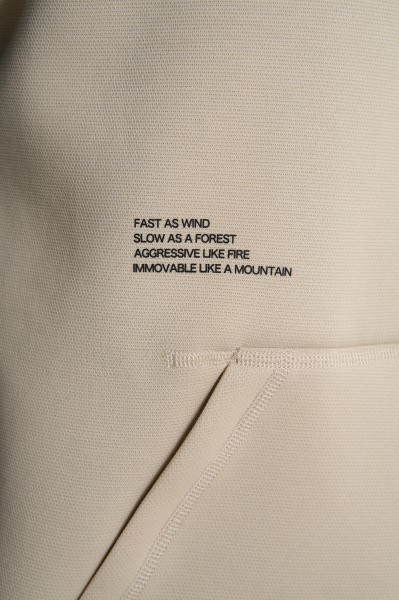 FAST AS WIND
SLOW AS A FOREST
AGGRESSIVE LIKE FIRE
IMMOVABLE LIKE A MOUNTAIN